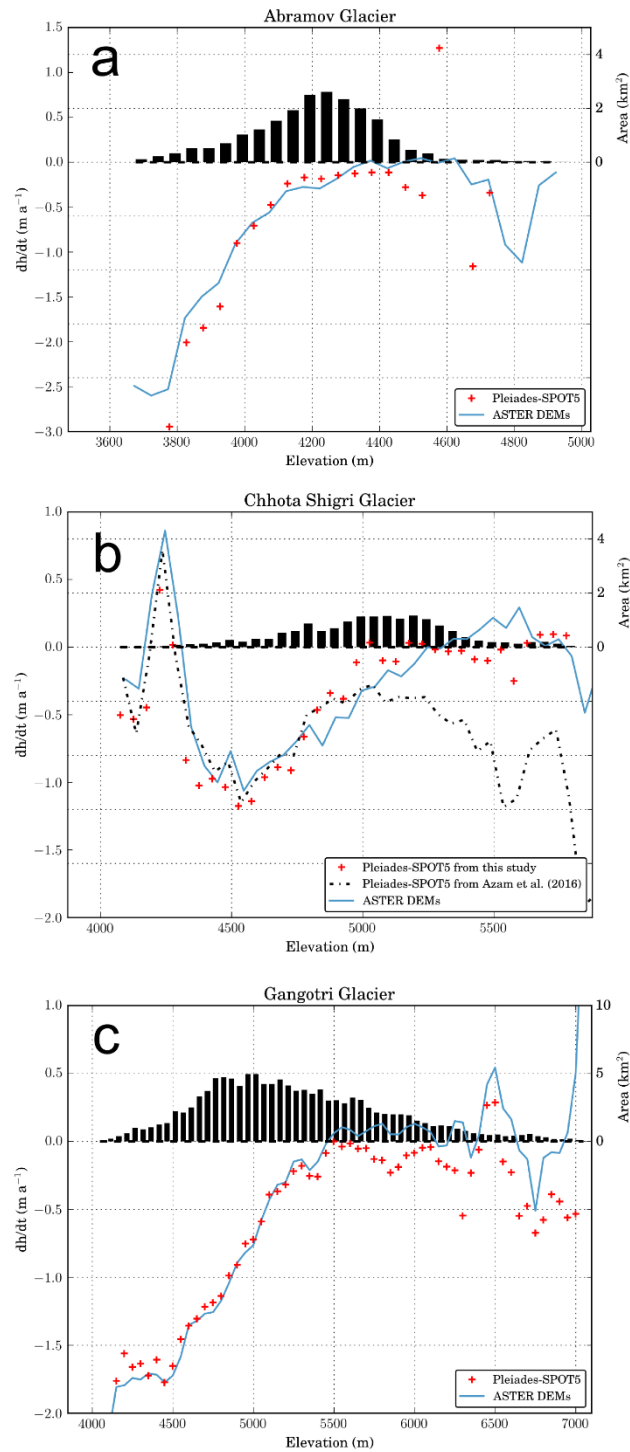 Abramov Glacier
a
1.5
1.0
0.5
0.0
−0.5
−1.0
−1.5
−2.0
−2.5
−3.0
dh/dt (m a⁻¹)
4
2
0
Area (km²)
3600 3800 4000 4200 4400 4600 4800 5000
Elevation (m)
Pleiades-SPOT5
ASTER DEMs
Chhota Shigri Glacier
b
1.0
0.5
0.0
−0.5
−1.0
−1.5
−2.0
dh/dt (m a⁻¹)
4
2
0
Area (km²)
4000 4500 5000 5500
Elevation (m)
Pleiades-SPOT5 from this study
Pleiades-SPOT5 from Azam et al. (2016)
ASTER DEMs
Gangotri Glacier
c
1.0
0.5
0.0
−0.5
−1.0
−1.5
−2.0
dh/dt (m a⁻¹)
10
5
0
Area (km²)
4000 4500 5000 5500 6000 6500 7000
Elevation (m)
Pleiades-SPOT5
ASTER DEMs